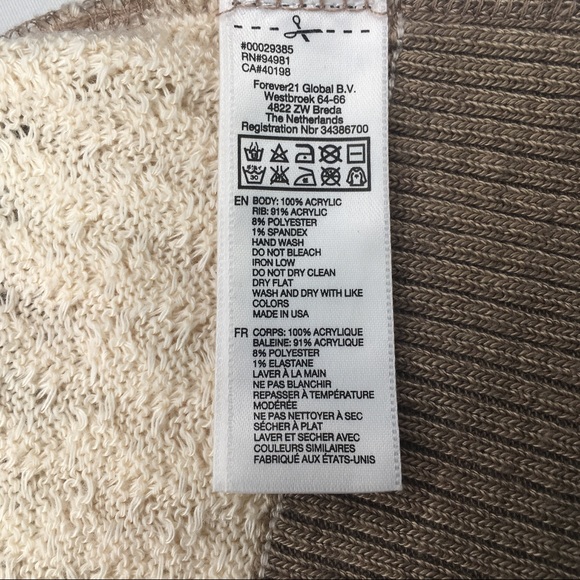 #00029385
RN#94981
CA#40198
Forever21 Global B.V.
Westbroek 64-66
4822 ZW Breda
The Netherlands
Registration Nbr 34386700
30
EN BODY: 100% ACRYLIC
RIB: 91% ACRYLIC
8% POLYESTER
1% SPANDEX
HAND WASH
DO NOT BLEACH
IRON LOW
DO NOT DRY CLEAN
DRY FLAT
WASH AND DRY WITH LIKE
COLORS
MADE IN USA
FR CORPS: 100% ACRYLIQUE
BALEINE: 91% ACRYLIQUE
8% POLYESTER
1% ELASTANE
LAVER À LA MAIN
NE PAS BLANCHIR
REPASSER À TEMPÉRATURE
MODÉRÉE
NE PAS NETTOYER À SEC
SÉCHER À PLAT
LAVER ET SECHER AVEC
COULEURS SIMILAIRES
FABRIQUÉ AUX ÉTATS-UNIS